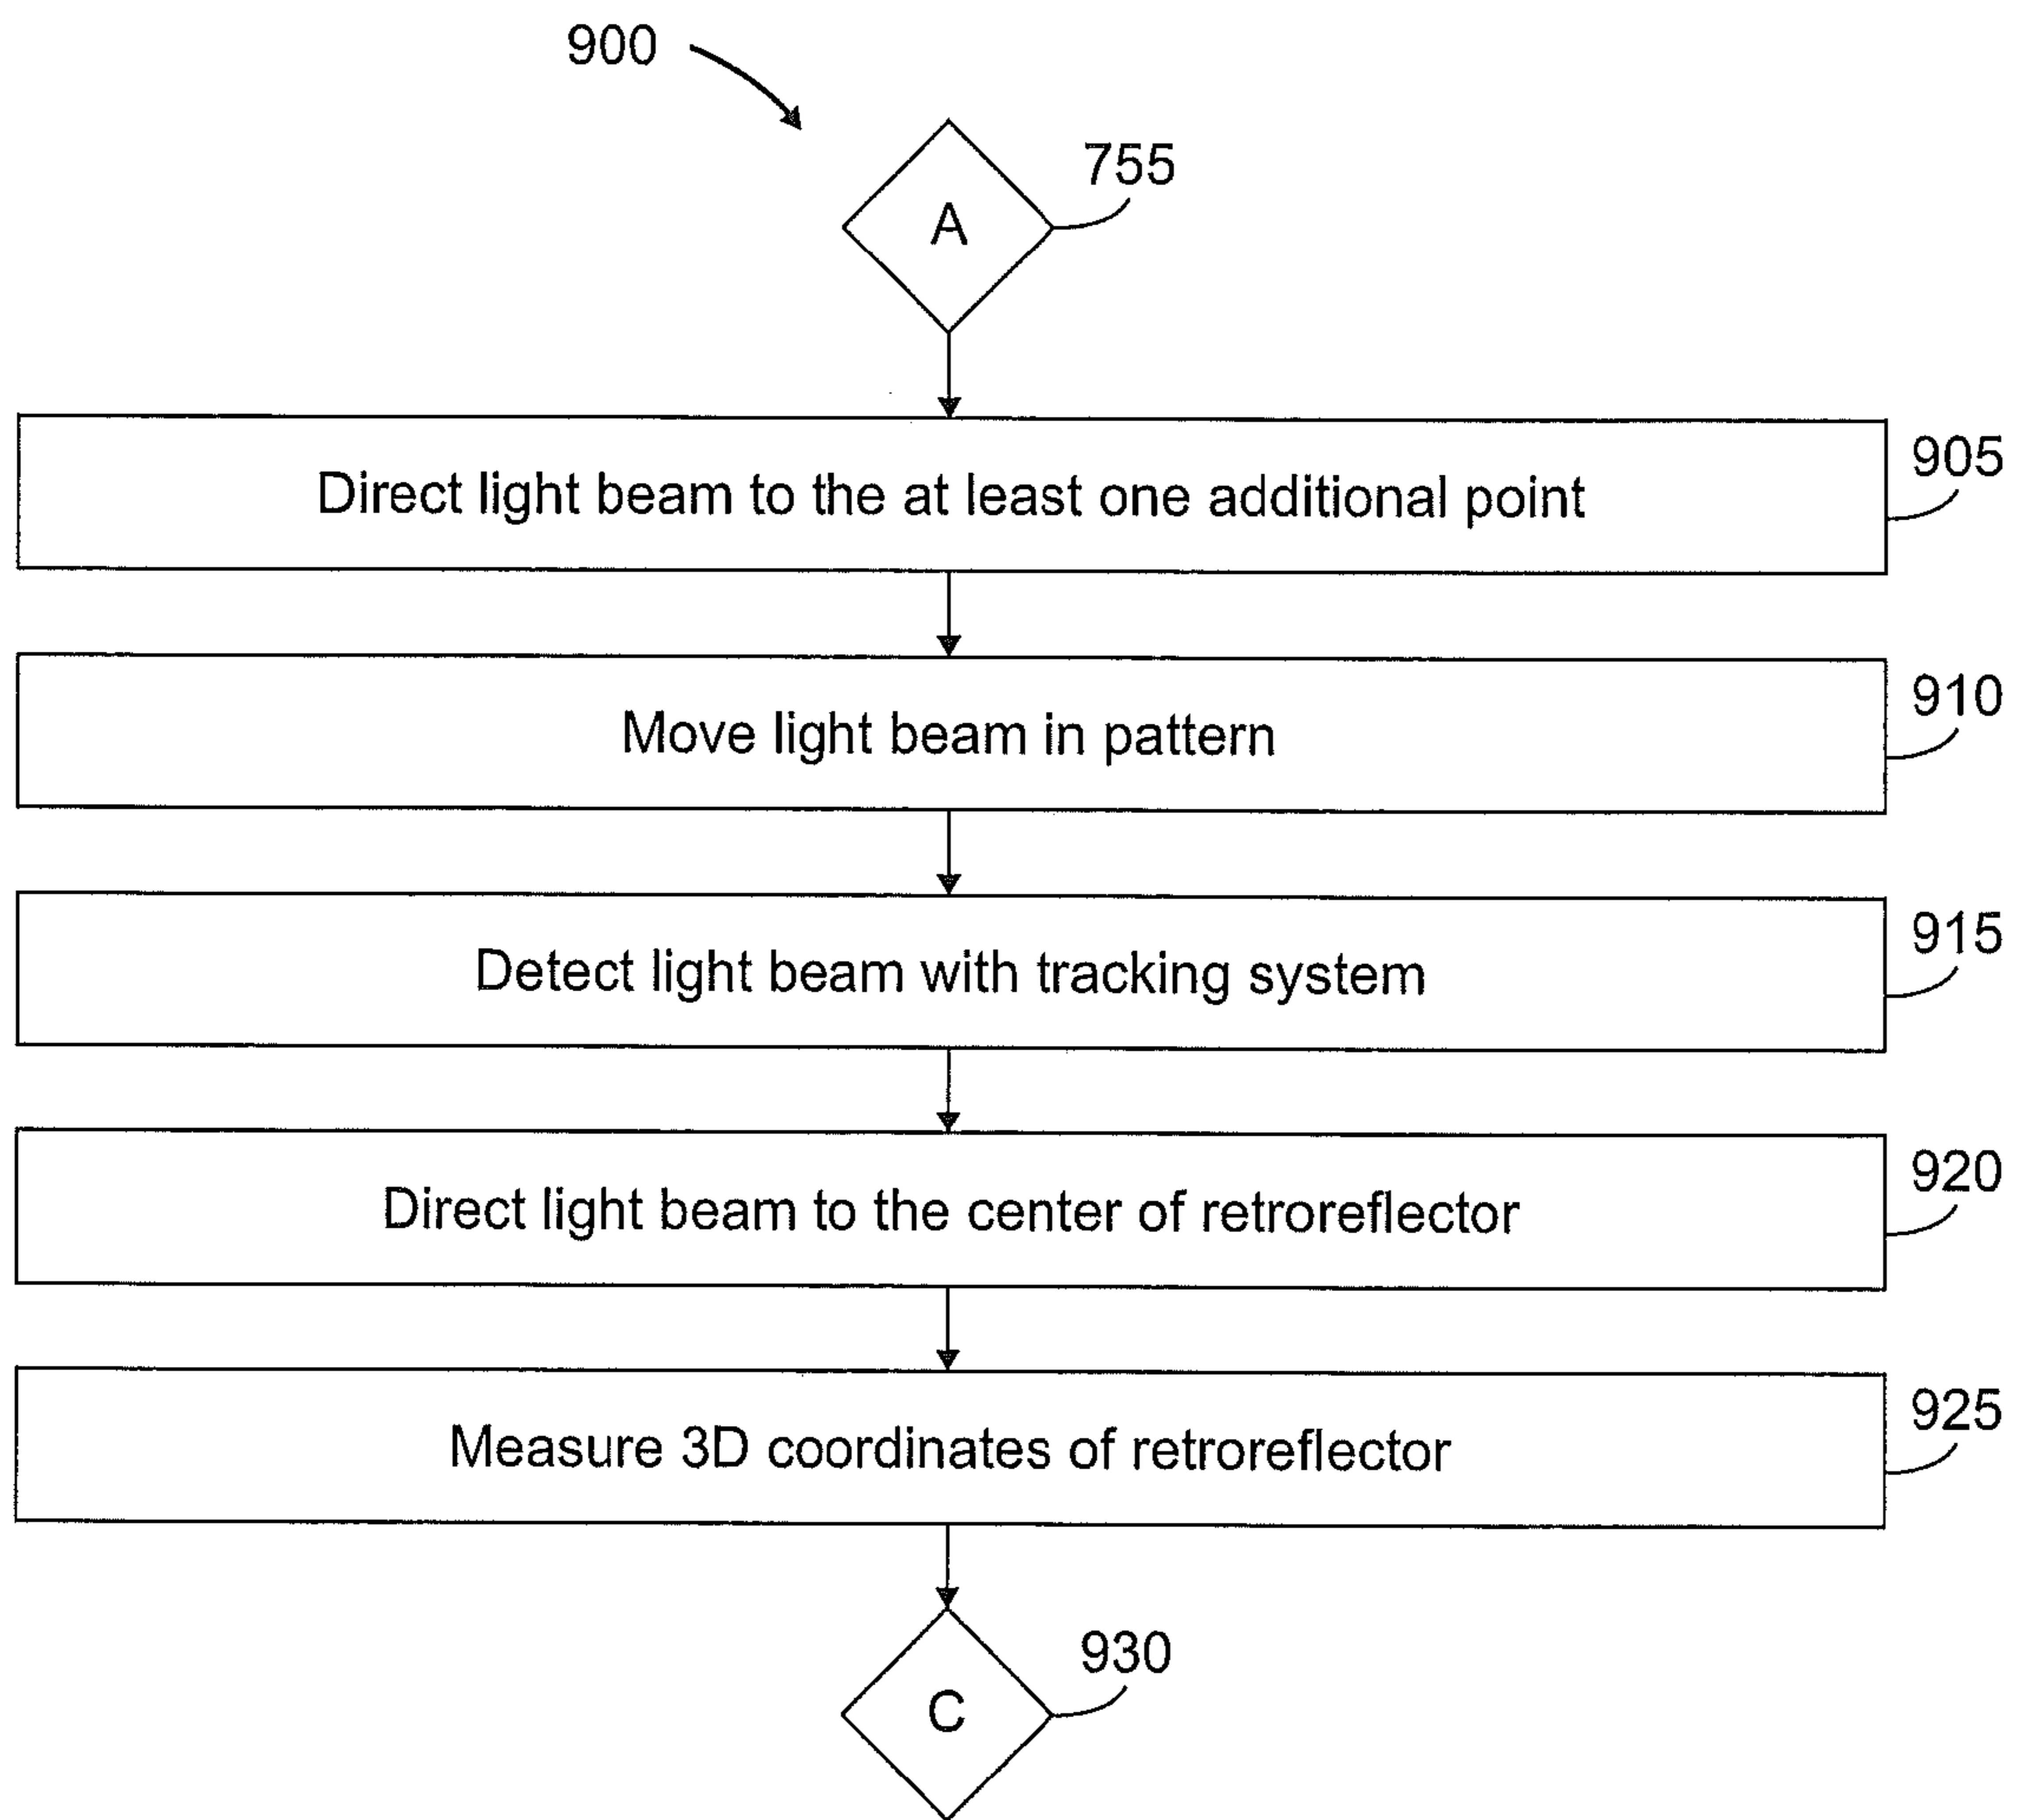 900
755
A
905
Direct light beam to the at least one additional point
910
Move light beam in pattern
915
Detect light beam with tracking system
920
Direct light beam to the center of retroreflector
925
Measure 3D coordinates of retroreflector
930
C